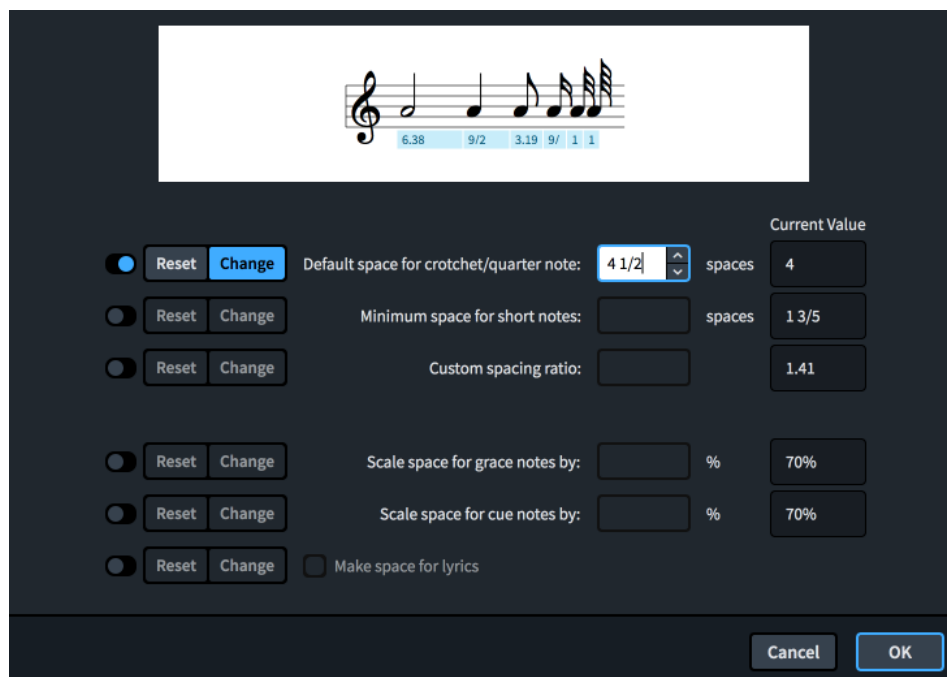 6.38 9/2 3.19 9/ 1 1
Current Value
Reset Change Default space for crotchet/quarter note: 4 1/2 spaces 4
Reset Change Minimum space for short notes: spaces 1 3/5
Reset Change Custom spacing ratio: 1.41
Reset Change Scale space for grace notes by: % 70%
Reset Change Scale space for cue notes by: % 70%
Reset Change Make space for lyrics
Cancel OK